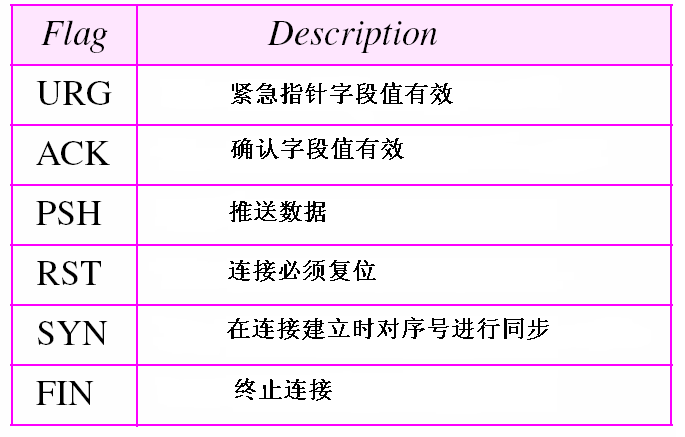 Flag Description
URG 紧急指针字段值有效
ACK 确认字段值有效
PSH 推送数据
RST 连接必须复位
SYN 在连接建立时对序号进行同步
FIN 终止连接